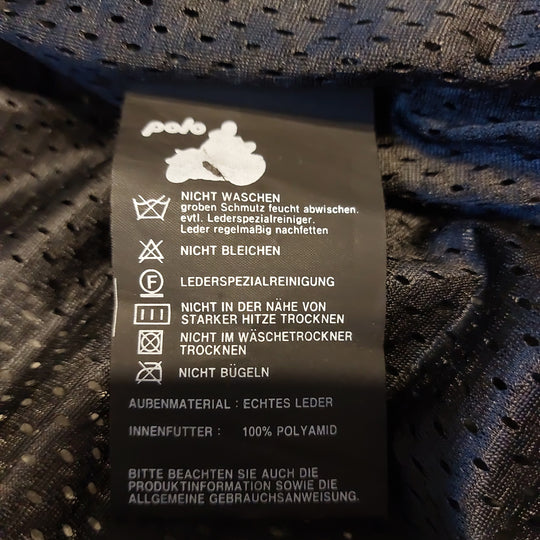 polo
NICHT WASCHEN
groben Schmutz feucht abwischen.
evtl. Lederspezialreiniger.
Leder regelmäßig nachfetten
NICHT BLEICHEN
F LEDERSPEZIALREINIGUNG
NICHT IN DER NÄHE VON
STARKER HITZE TROCKNEN
NICHT IM WÄSCHETROCKNER
TROCKNEN
NICHT BÜGELN
AUßENMATERIAL : ECHTES LEDER
INNENFUTTER : 100% POLYAMID
BITTE BEACHTEN SIE AUCH DIE
PRODUKTINFORMATION SOWIE DIE
ALLGEMEINE GEBRAUCHSANWEISUNG.